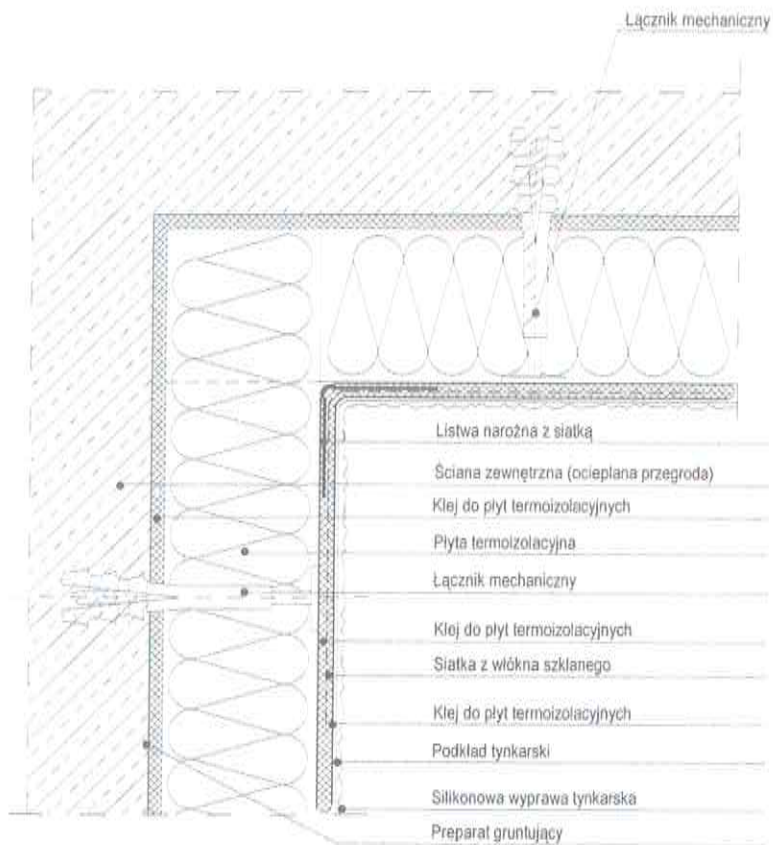 Łącznik mechaniczny
Listwa narożna z siatką
Ściana zewnętrzna (ocieplana przegroda)
Klej do płyt termoizolacyjnych
Płyta termoizolacyjna
Łącznik mechaniczny
Klej do płyt termoizolacyjnych
Siatka z włókna szklanego
Klej do płyt termoizolacyjnych
Podkład tynkarski
Silikonowa wyprawa tynkarska
Preparat gruntujący